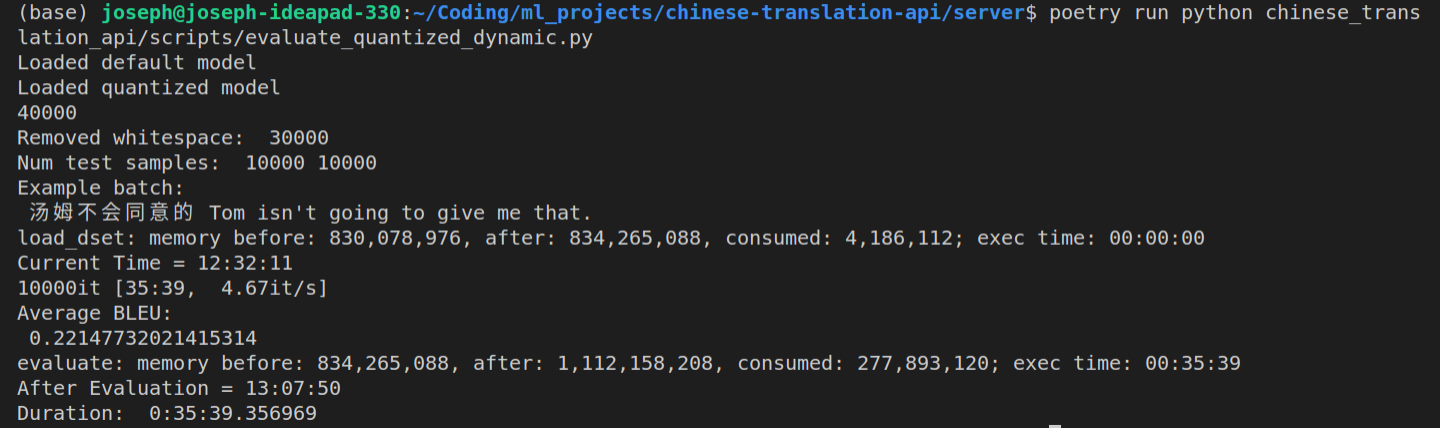 (base) joseph@joseph-ideapad-330:~/Coding/ml_projects/chinese-translation-api/server$ poetry run python chinese_trans
lation_api/scripts/evaluate_quantized_dynamic.py
Loaded default model
Loaded quantized model
40000
Removed whitespace:  30000
Num test samples:  10000 10000
Example batch:
 汤姆不会同意的 Tom isn't going to give me that.
load_dset: memory before: 830,078,976, after: 834,265,088, consumed: 4,186,112; exec time: 00:00:00
Current Time = 12:32:11
10000it [35:39,  4.67it/s]
Average BLEU:
 0.22147732021415314
evaluate: memory before: 834,265,088, after: 1,112,158,208, consumed: 277,893,120; exec time: 00:35:39
After Evaluation = 13:07:50
Duration:  0:35:39.356969